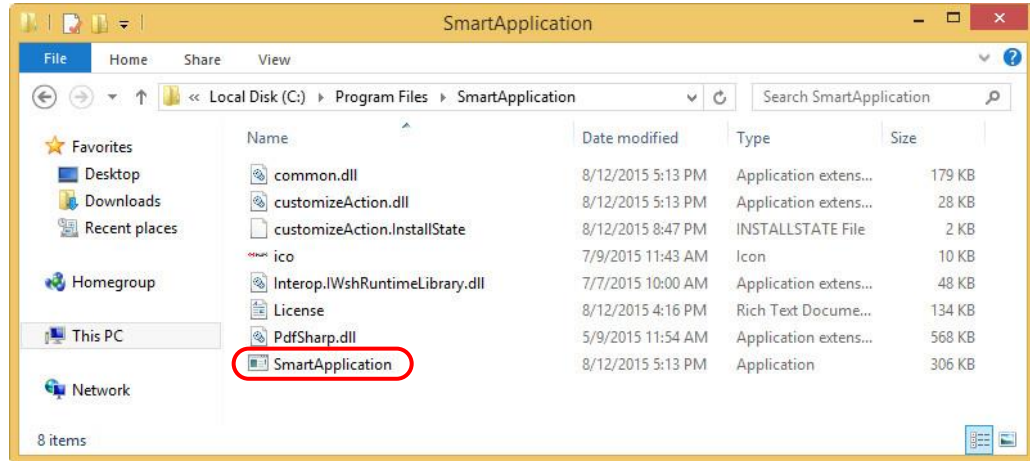 SmartApplication
File Home Share View
« Local Disk (C:) Program Files SmartApplication Search SmartApplication
Favorites
Desktop
Downloads
Recent places
Homegroup
This PC
Network
Name Date modified Type Size
common.dll 8/12/2015 5:13 PM Application extens... 179 KB
customizeAction.dll 8/12/2015 5:13 PM Application extens... 28 KB
customizeAction.InstallState 8/12/2015 8:47 PM INSTALLSTATE File 2 KB
ico 7/9/2015 11:43 AM Icon 10 KB
Interop.IWshRuntimeLibrary.dll 7/7/2015 10:00 AM Application extens... 48 KB
License 8/12/2015 4:16 PM Rich Text Docume... 134 KB
PdfSharp.dll 5/9/2015 11:54 AM Application extens... 568 KB
SmartApplication 8/12/2015 5:13 PM Application 306 KB
8 items